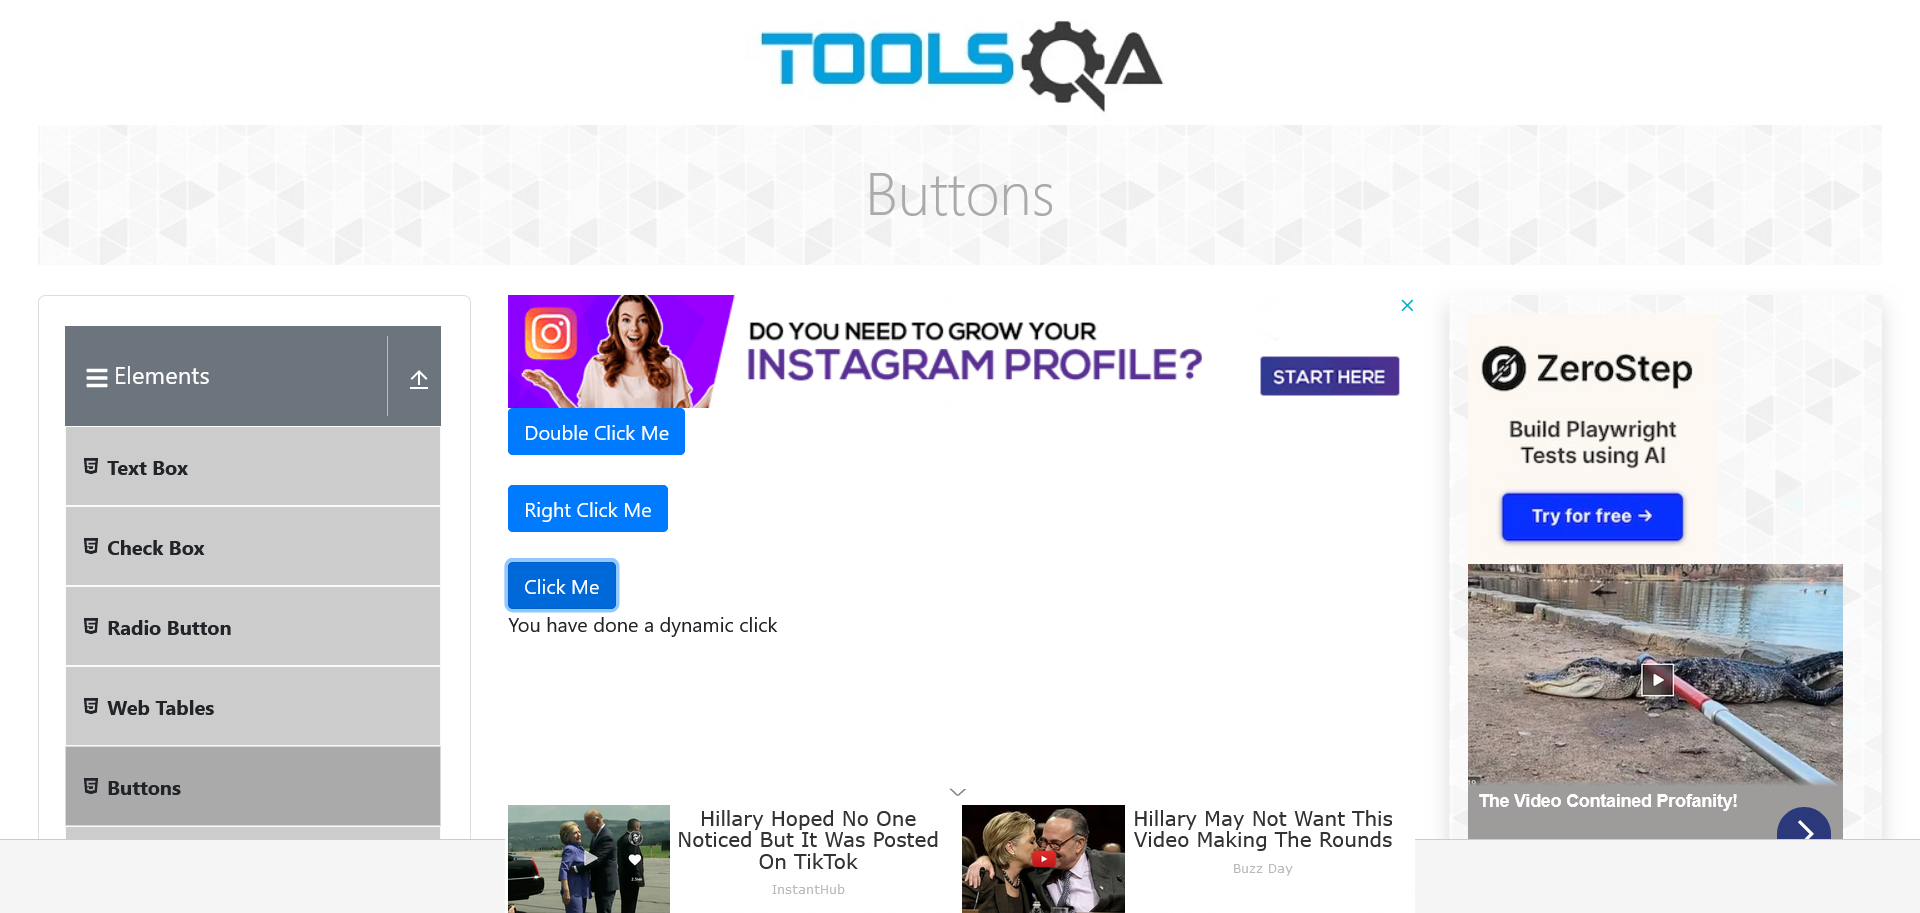 TOOLSQA
Buttons
Elements
Text Box
Check Box
Radio Button
Web Tables
Buttons
DO YOU NEED TO GROW YOUR
INSTAGRAM PROFILE?
START HERE
Double Click Me
Right Click Me
Click Me
You have done a dynamic click
Hillary Hoped No One
Noticed But It Was Posted
On TikTok
InstantHub
Hillary May Not Want This
Video Making The Rounds
Buzz Day
ZeroStep
Build Playwright
Tests using AI
Try for free →
The Video Contained Profanity!